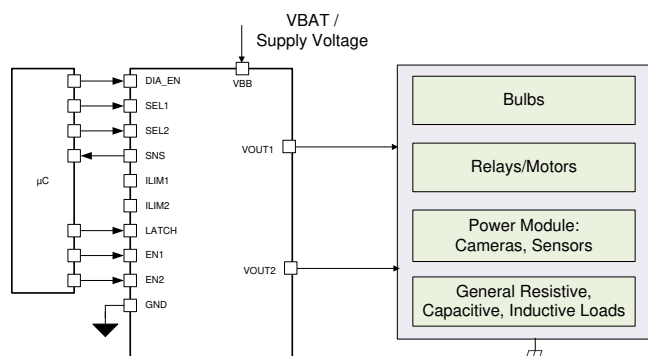 VBAT /
Supply Voltage
DIA_EN
VBB
SEL1
SEL2
SNS
ILIM1
ILIM2
LATCH
EN1
EN2
GND
µC
VOUT1
VOUT2
Bulbs
Relays/Motors
Power Module:
Cameras, Sensors
General Resistive,
Capacitive, Inductive Loads